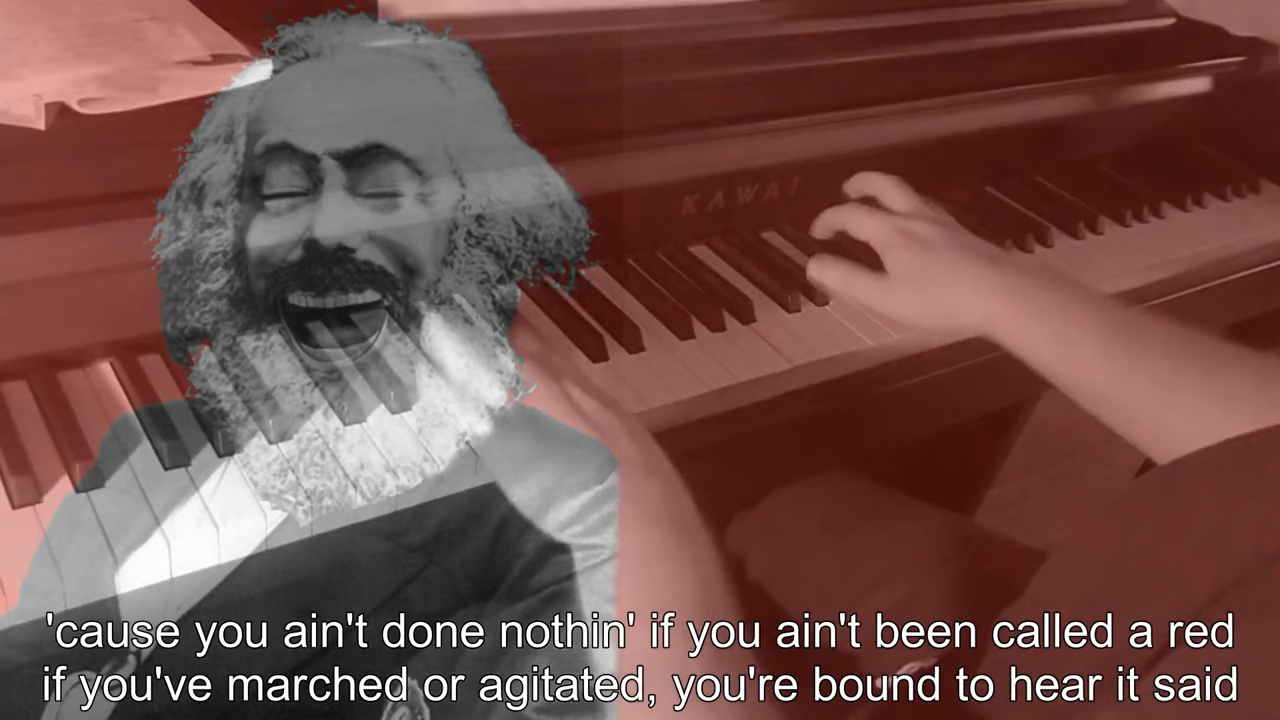 KAWAI
'cause you ain't done nothin' if you ain't been called a red
if you've marched or agitated, you're bound to hear it said